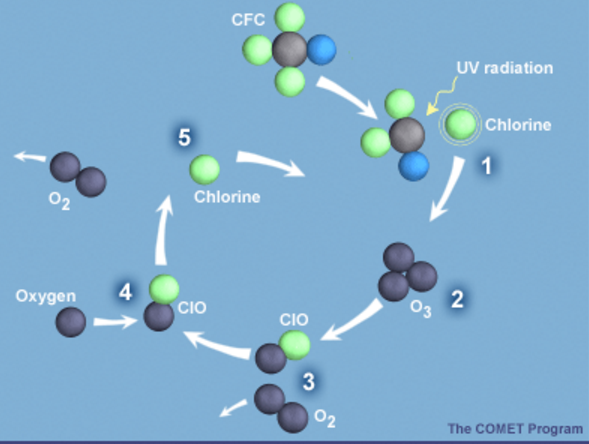 CFC
UV radiation
Chlorine
1
5
Chlorine
O2
O3
2
Oxygen
4
ClO
ClO
3
O2
The COMET Program